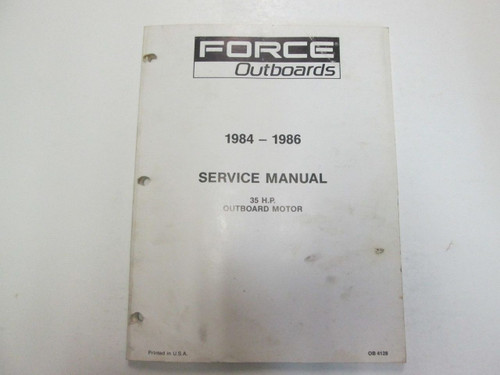 FORCE
Outboards
1984 – 1986
SERVICE MANUAL
35 H.P.
OUTBOARD MOTOR
Printed in U.S.A.
OB 4128